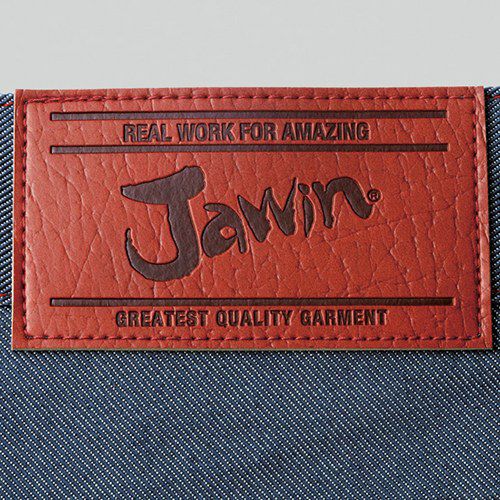 REAL WORK FOR AMAZING
Jawin®
GREATEST QUALITY GARMENT